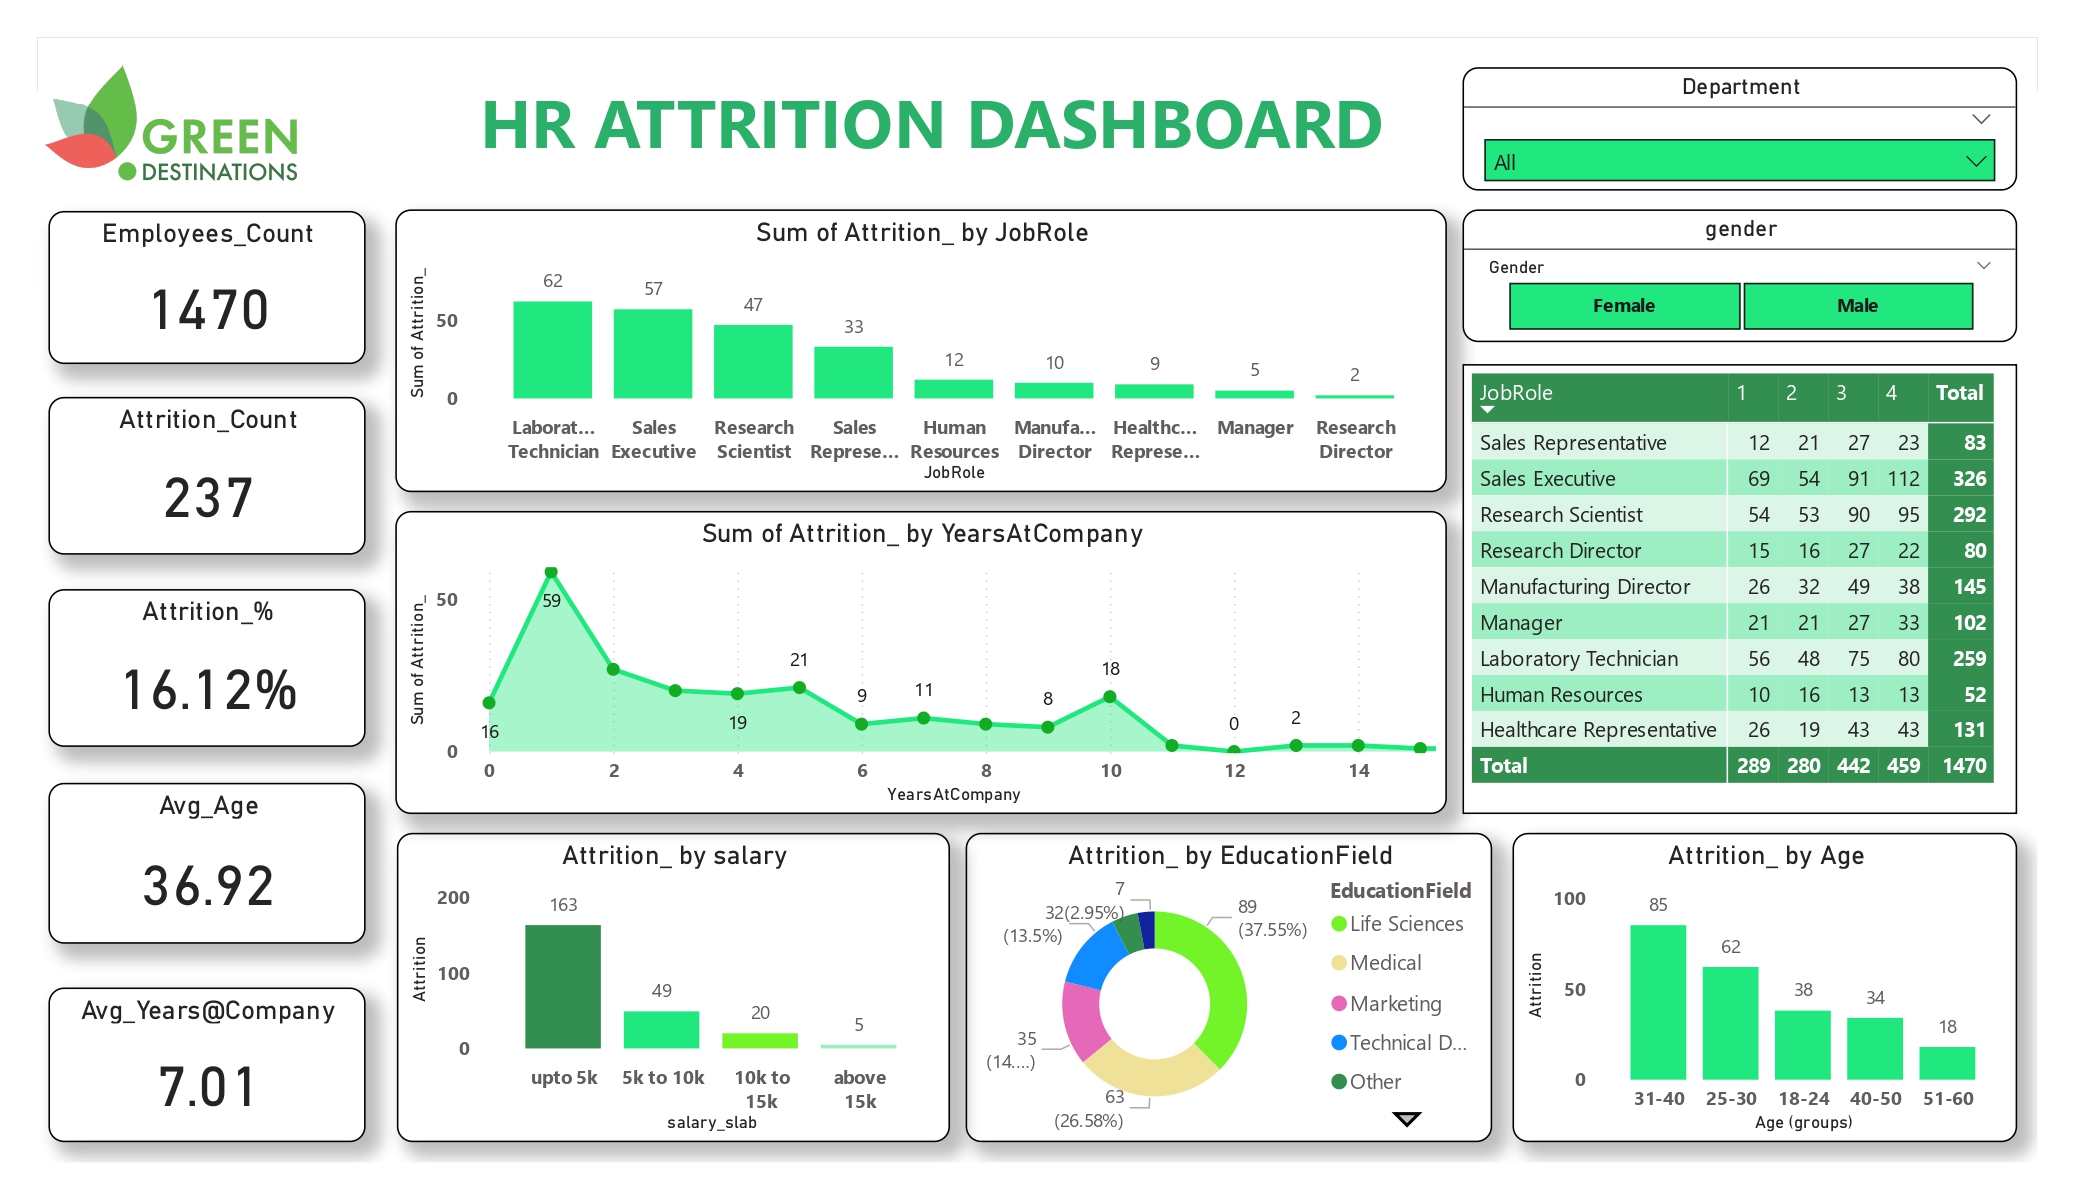 GREEN
DESTINATIONS
HR ATTRITION DASHBOARD
Department
All
gender
Gender
Female Male
Employees_Count
1470
Attrition_Count
237
Attrition_%
16.12%
Avg_Age
36.92
Avg_Years@Company
7.01
Sum of Attrition_ by JobRole
Sum of Attrition_
50
0
62 57 47 33 12 10 9 5 2
Laborat... Sales Research Sales Human Manufa... Healthc... Manager Research
Technician Executive Scientist Represe... Resources Director Represe... Director
JobRole
Sum of Attrition_ by YearsAtCompany
Sum of Attrition_
50
0
16 59 19 21 9 11 8 18 0 2
0 2 4 6 8 10 12 14
YearsAtCompany
JobRole 1 2 3 4 Total
Sales Representative 12 21 27 23 83
Sales Executive 69 54 91 112 326
Research Scientist 54 53 90 95 292
Research Director 15 16 27 22 80
Manufacturing Director 26 32 49 38 145
Manager 21 21 27 33 102
Laboratory Technician 56 48 75 80 259
Human Resources 10 16 13 13 52
Healthcare Representative 26 19 43 43 131
Total 289 280 442 459 1470
Attrition_ by salary
Attrition
200
100
0
163 49 20 5
upto 5k 5k to 10k 10k to above
15k 15k
salary_slab
Attrition_ by EducationField
7
32(2.95%)
(13.5%)
89
(37.55%)
35
(14....)
63
(26.58%)
EducationField
Life Sciences
Medical
Marketing
Technical D...
Other
Attrition_ by Age
Attrition
100
50
0
85 62 38 34 18
31-40 25-30 18-24 40-50 51-60
Age (groups)